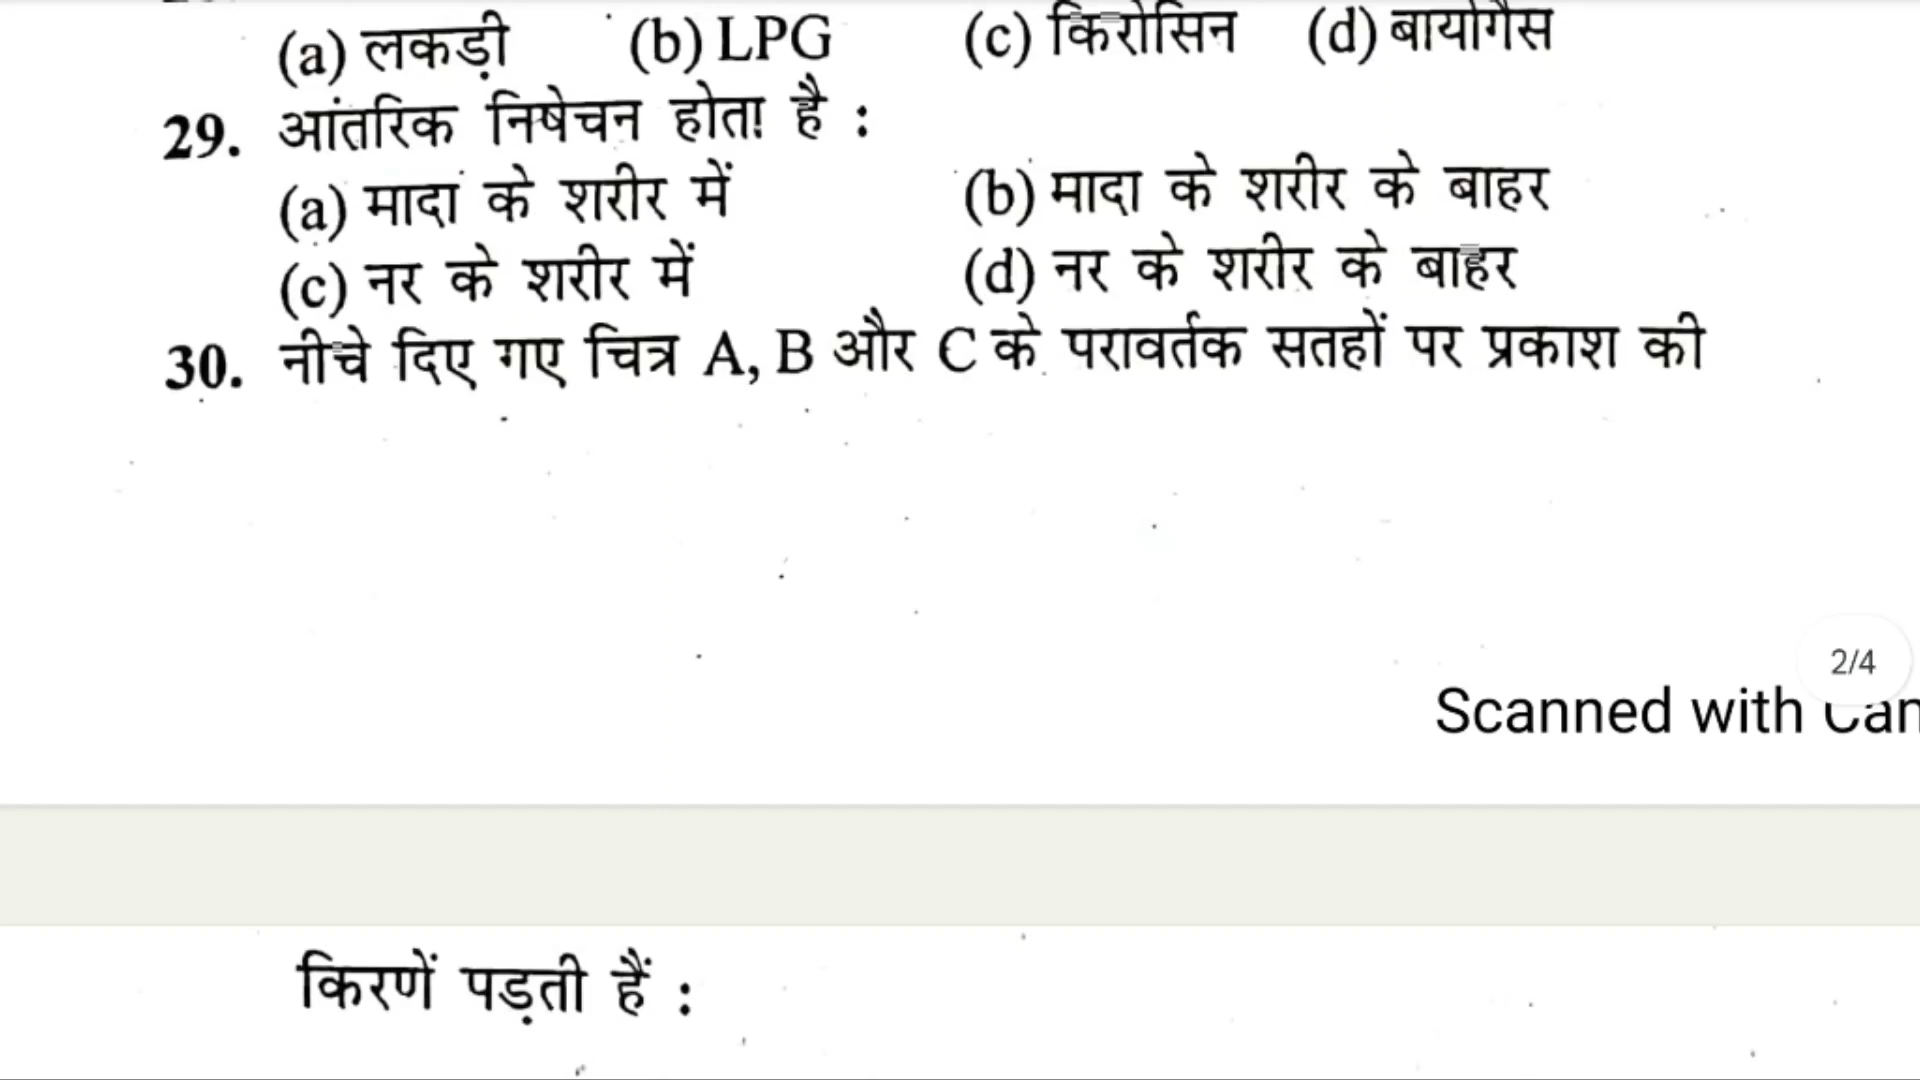 (a) लकड़ी (b) LPG (c) किरोसिन (d) बायोगैस
29. आंतरिक निषेचन होता है :
(a) मादा के शरीर में (b) मादा के शरीर के बाहर
(c) नर के शरीर में (d) नर के शरीर के बाहर
30. नीचे दिए गए चित्र A, B और C के परावर्तक सतहों पर प्रकाश की
2/4
Scanned with
किरणें पड़ती हैं :